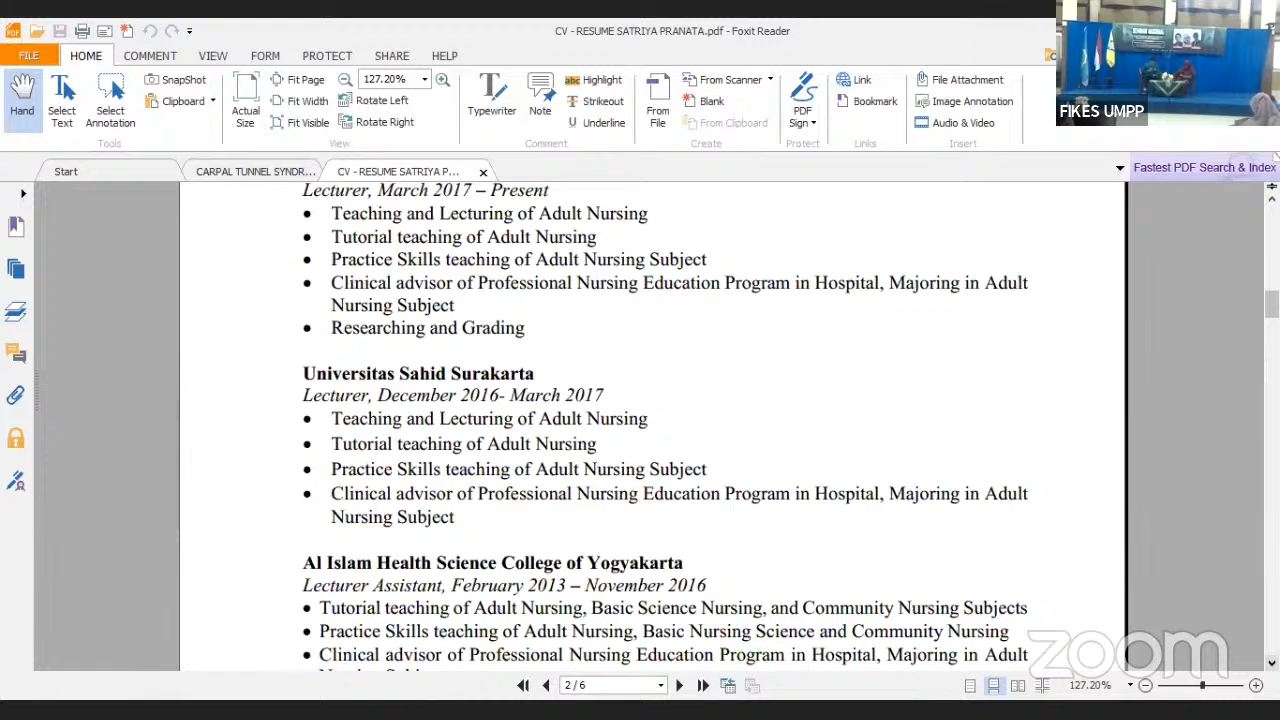 CV - RESUME SATRIYA PRANATA.pdf - Foxit Reader
FILE HOME COMMENT VIEW FORM PROTECT SHARE HELP
Hand
Select Text
Select Annotation
SnapShot
Clipboard
Tools
Actual Size
Fit Page
Fit Width
Fit Visible
127.20%
Rotate Left
Rotate Right
View
Typewriter
Note
Highlight
Strikeout
Underline
Comment
From File
From Scanner
Blank
From Clipboard
Create
PDF Sign
Protect
Link
Bookmark
Links
File Attachment
Image Annotation
Audio & Video
Insert
FIKES UMPP
Start
CARPAL TUNNEL SYNDR...
CV - RESUME SATRIYA P...
Fastest PDF Search & Index
Lecturer, March 2017 – Present
• Teaching and Lecturing of Adult Nursing
• Tutorial teaching of Adult Nursing
• Practice Skills teaching of Adult Nursing Subject
• Clinical advisor of Professional Nursing Education Program in Hospital, Majoring in Adult
Nursing Subject
• Researching and Grading
Universitas Sahid Surakarta
Lecturer, December 2016- March 2017
• Teaching and Lecturing of Adult Nursing
• Tutorial teaching of Adult Nursing
• Practice Skills teaching of Adult Nursing Subject
• Clinical advisor of Professional Nursing Education Program in Hospital, Majoring in Adult
Nursing Subject
Al Islam Health Science College of Yogyakarta
Lecturer Assistant, February 2013 – November 2016
• Tutorial teaching of Adult Nursing, Basic Science Nursing, and Community Nursing Subjects
• Practice Skills teaching of Adult Nursing, Basic Nursing Science and Community Nursing
• Clinical advisor of Professional Nursing Education Program in Hospital, Majoring in Adult
zoom
2 / 6
127.20%